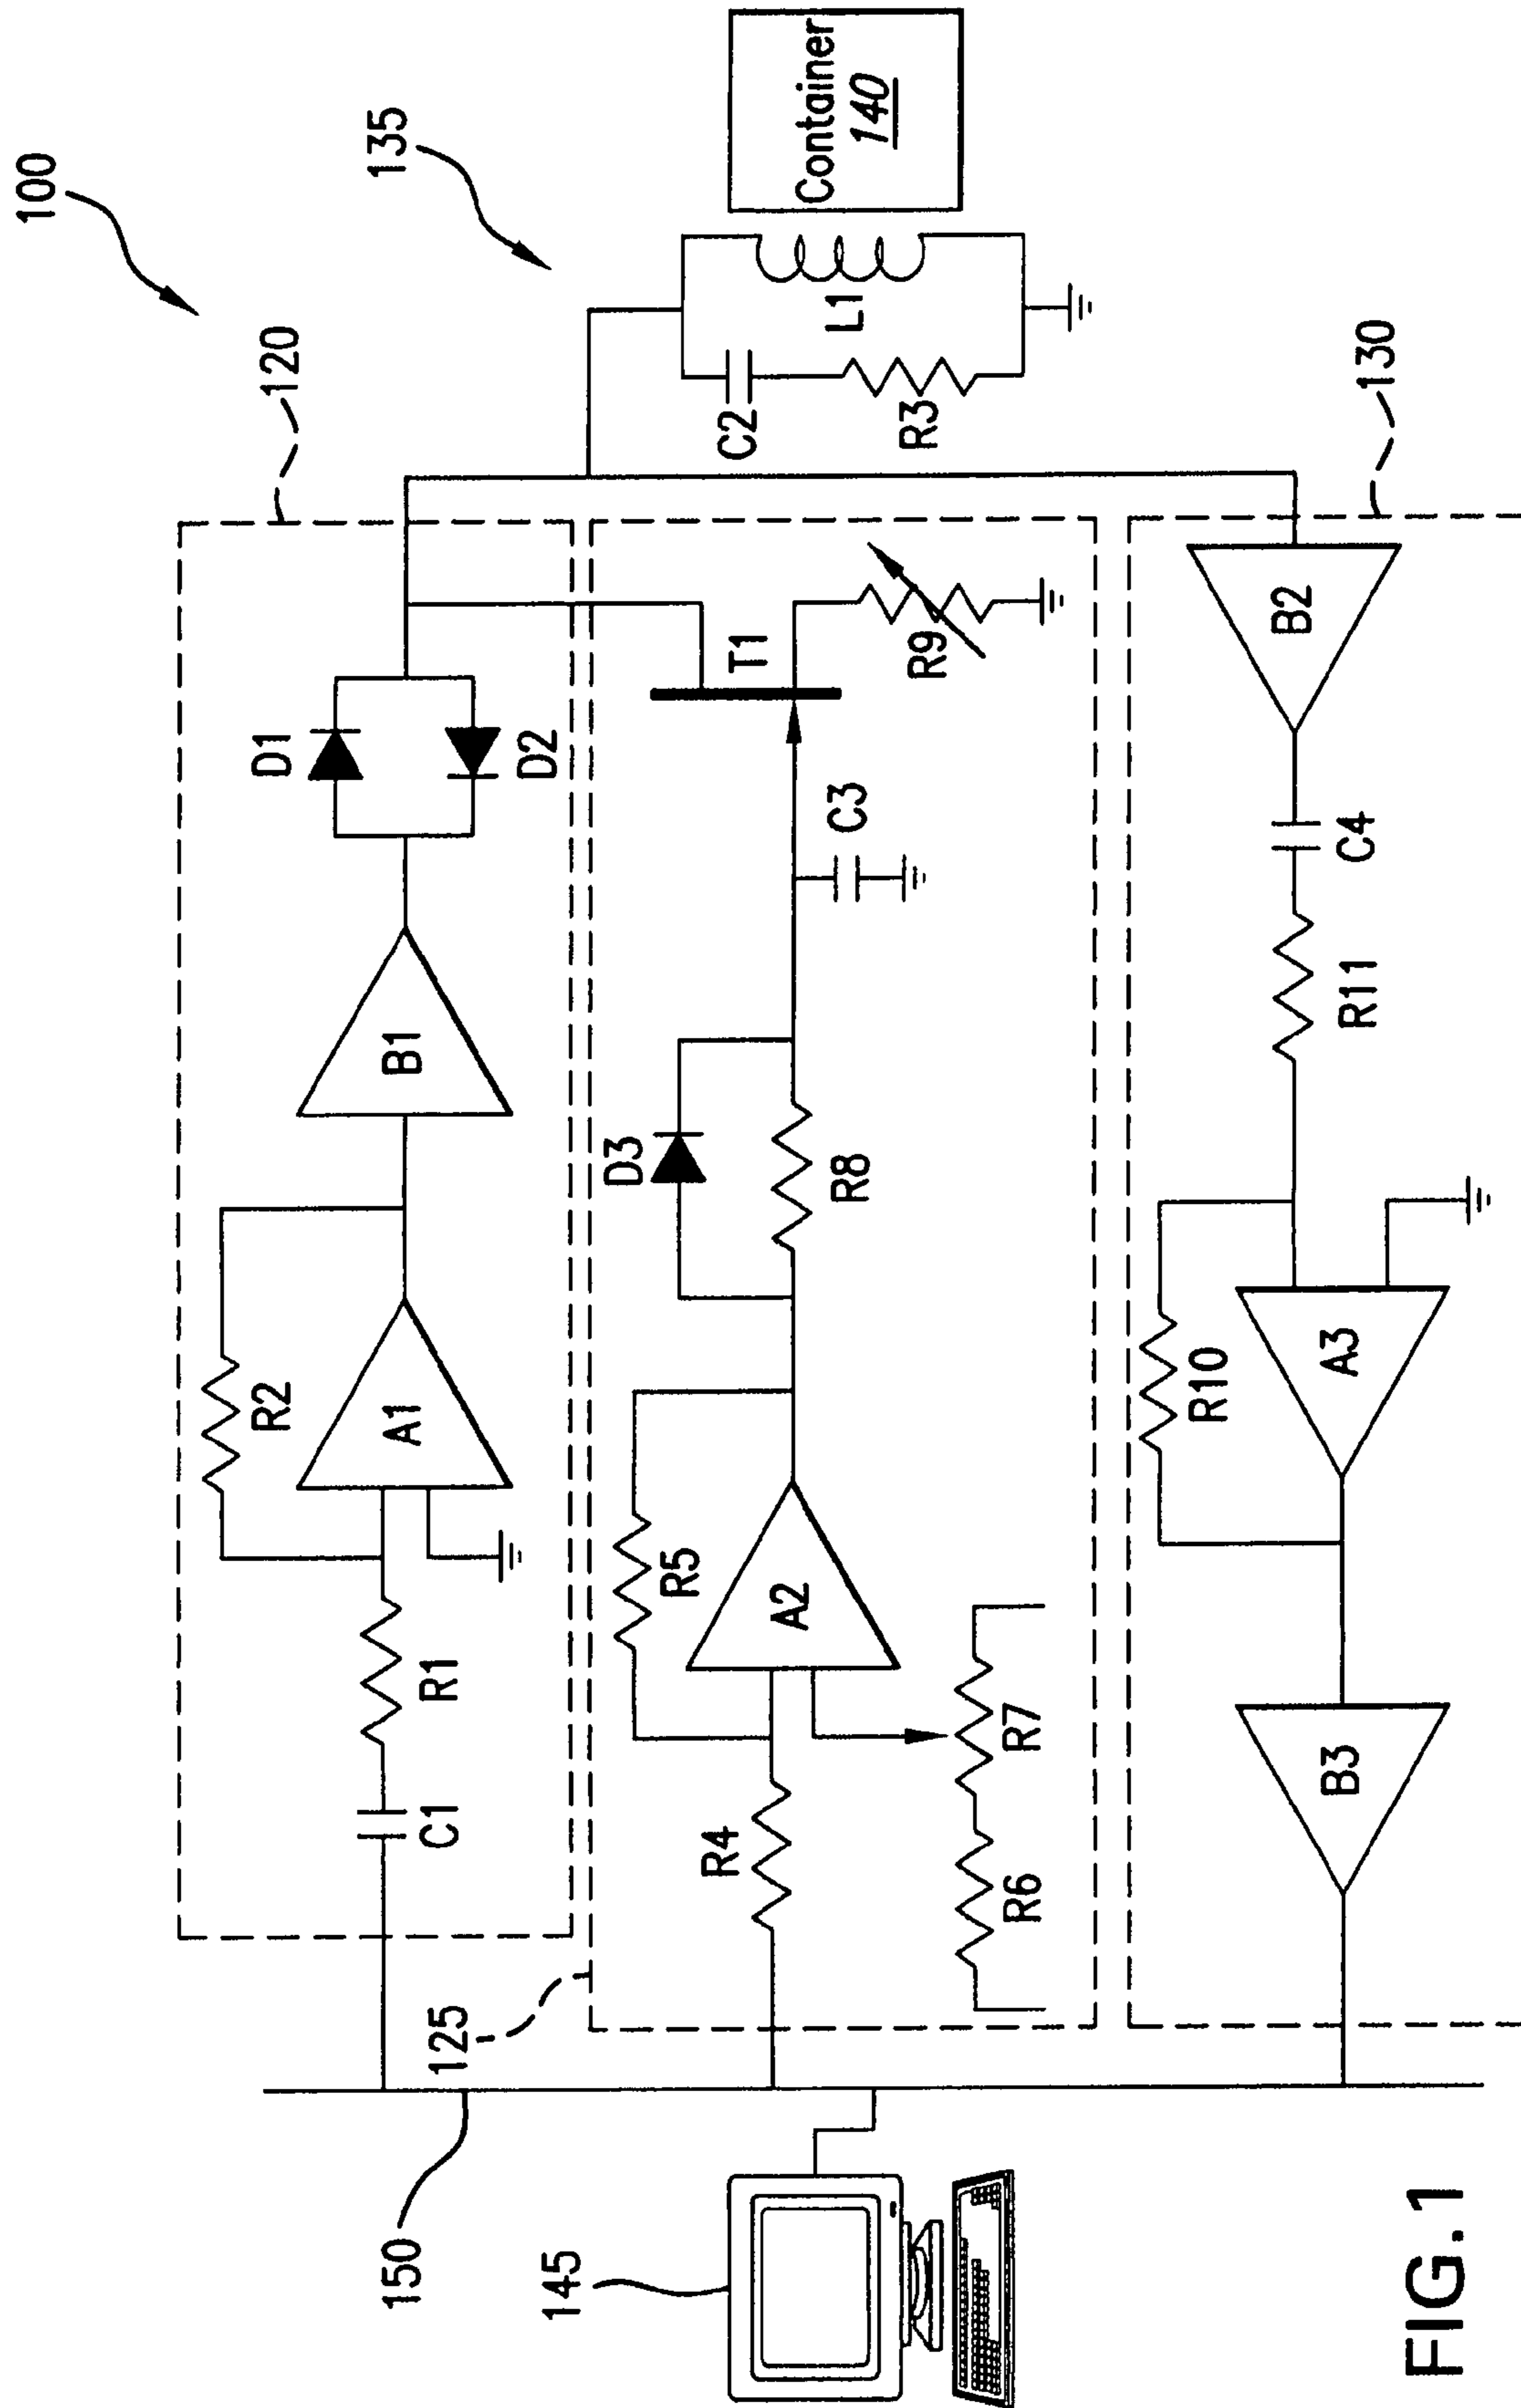 100
135
120
Container
140
D1
D2
B1
R2
A1
R1
C1
L1
C2
R3
T1
R9
C3
D3
R8
R5
A2
R4
R7
R6
125
130
B2
C4
R11
R10
A3
B3
150
145
FIG.1